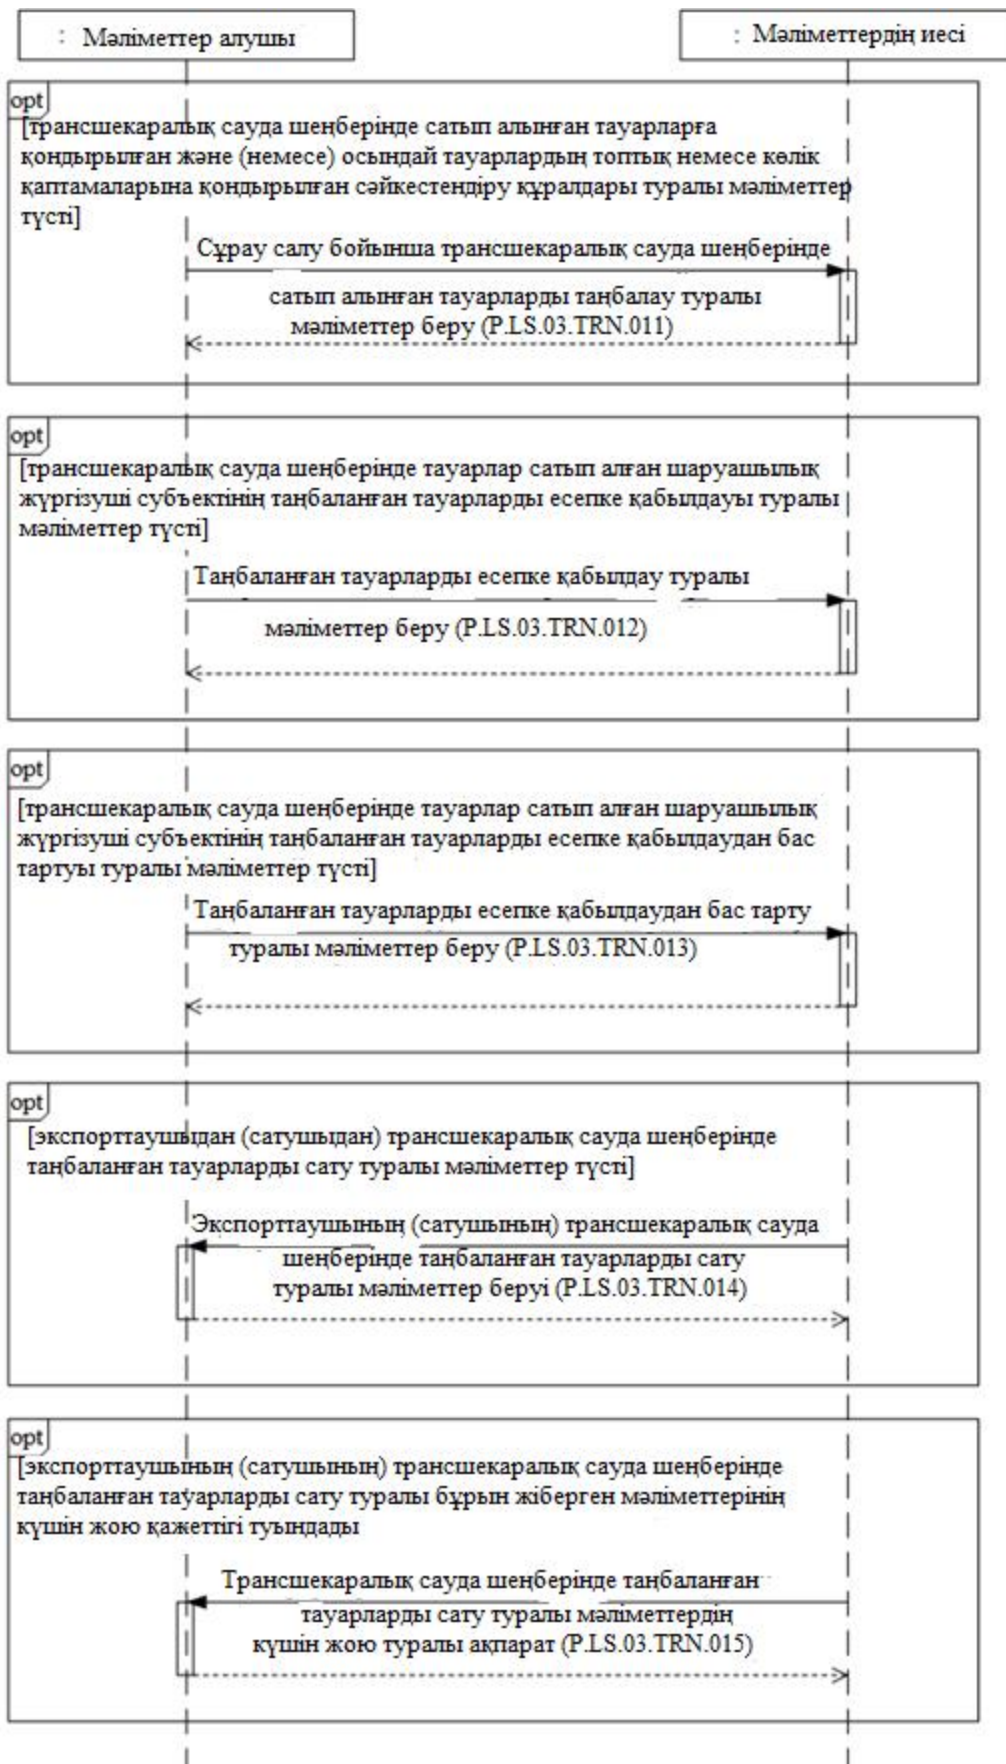 : Мәліметтер алушы
: Мәліметтердің иесі
opt
[трансшекаралық сауда шеңберінде сатып алынған тауарларға
қондырылған және (немесе) осындай тауарлардың топтық немесе көлік
қаптамаларына қондырылған сәйкестендіру құралдары туралы мәліметтер
түсті]
Сұрау салу бойынша трансшекаралық сауда шеңберінде
сатып алынған тауарларды таңбалау туралы
мәліметтер беру (P.LS.03.TRN.011)
opt
[трансшекаралық сауда шеңберінде тауарлар сатып алған шаруашылық
жүргізуші субъектінің таңбаланған тауарларды есепке қабылдауы туралы
мәліметтер түсті]
Таңбаланған тауарларды есепке қабылдау туралы
мәліметтер беру (P.LS.03.TRN.012)
opt
[трансшекаралық сауда шеңберінде тауарлар сатып алған шаруашылық
жүргізуші субъектінің таңбаланған тауарларды есепке қабылдаудан бас
тартуы туралы мәліметтер түсті]
Таңбаланған тауарларды есепке қабылдаудан бас тарту
туралы мәліметтер беру (P.LS.03.TRN.013)
opt
[экспорттаушыдан (сатушыдан) трансшекаралық сауда шеңберінде
таңбаланған тауарларды сату туралы мәліметтер түсті]
Экспорттаушының (сатушының) трансшекаралық сауда
шеңберінде таңбаланған тауарларды сату
туралы мәліметтер беруі (P.LS.03.TRN.014)
opt
[экспорттаушының (сатушының) трансшекаралық сауда шеңберінде
таңбаланған тауарларды сату туралы бұрын жіберген мәліметтерінің
күшін жою қажеттігі туындады
Трансшекаралық сауда шеңберінде таңбаланған
тауарларды сату туралы мәліметтердің
күшін жою туралы ақпарат (P.LS.03.TRN.015)